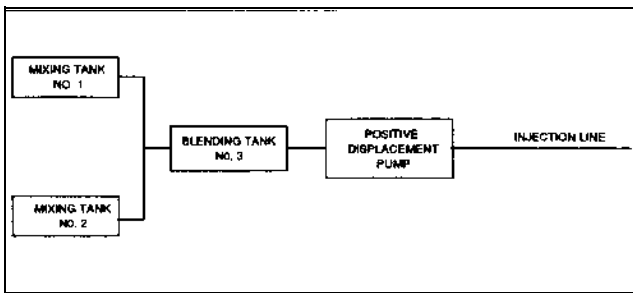 MIXING TANK
NO. 1
BLENDING TANK
NO. 3
POSITIVE
DISPLACEMENT
PUMP
INJECTION LINE
MIXING TANK
NO. 2